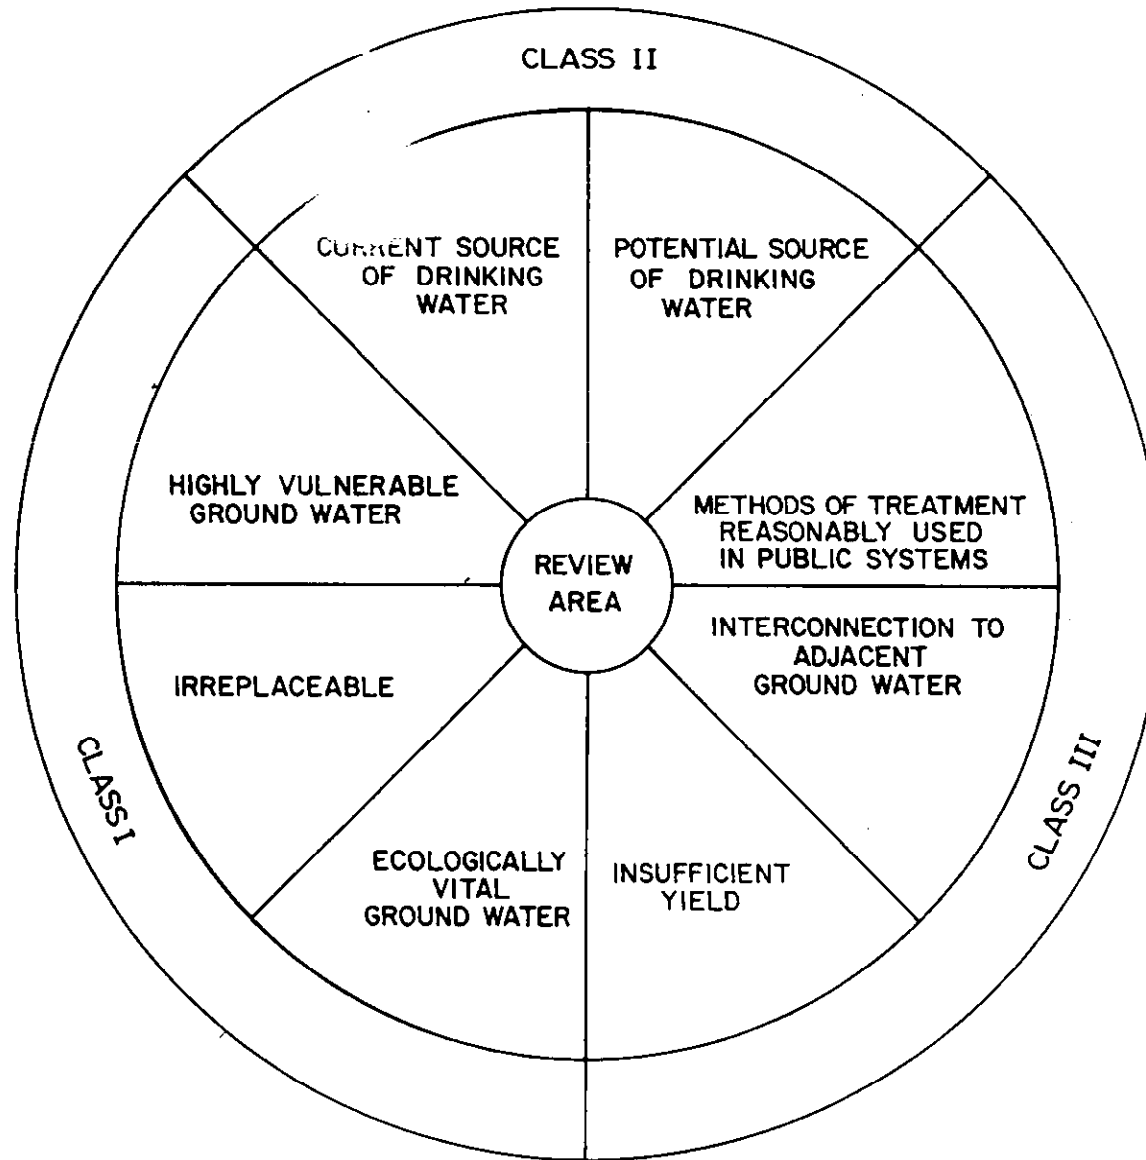 CLASS II
CURRENT SOURCE
OF DRINKING
WATER
POTENTIAL SOURCE
OF DRINKING
WATER
HIGHLY VULNERABLE
GROUND WATER
METHODS OF TREATMENT
REASONABLY USED
IN PUBLIC SYSTEMS
REVIEW
AREA
IRREPLACEABLE
INTERCONNECTION TO
ADJACENT
GROUND WATER
CLASS I
CLASS III
ECOLOGICALLY
VITAL
GROUND WATER
INSUFFICIENT
YIELD